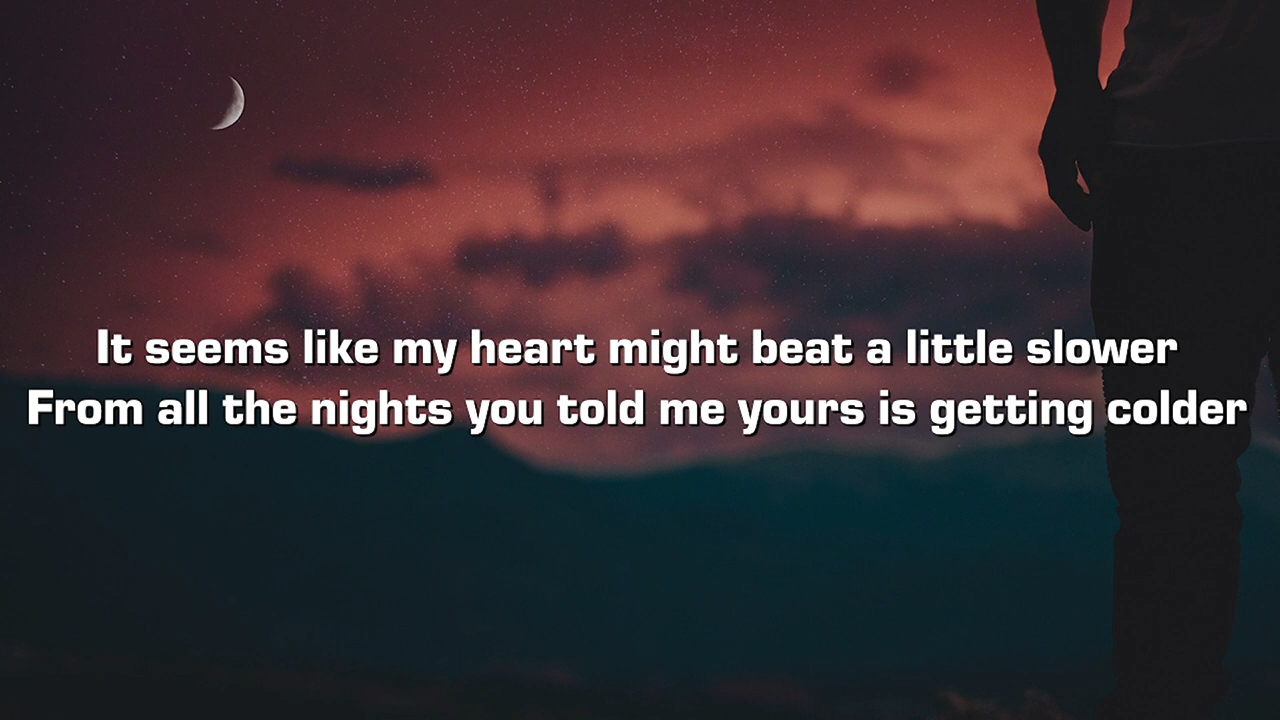 It seems like my heart might beat a little slower
From all the nights you told me yours is getting colder